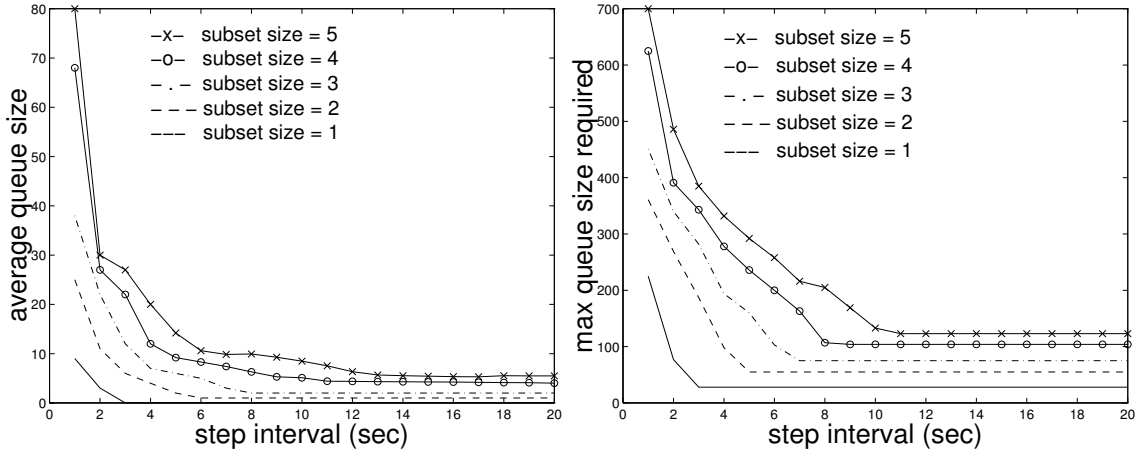 80
70
60
50
40
30
20
10
0
average queue size
–x– subset size = 5
–o– subset size = 4
– . – subset size = 3
– – – subset size = 2
––– subset size = 1
0 2 4 6 8 10 12 14 16 18 20
step interval (sec)
700
600
500
400
300
200
100
0
max queue size required
–x– subset size = 5
–o– subset size = 4
– . – subset size = 3
– – – subset size = 2
––– subset size = 1
0 2 4 6 8 10 12 14 16 18 20
step interval (sec)